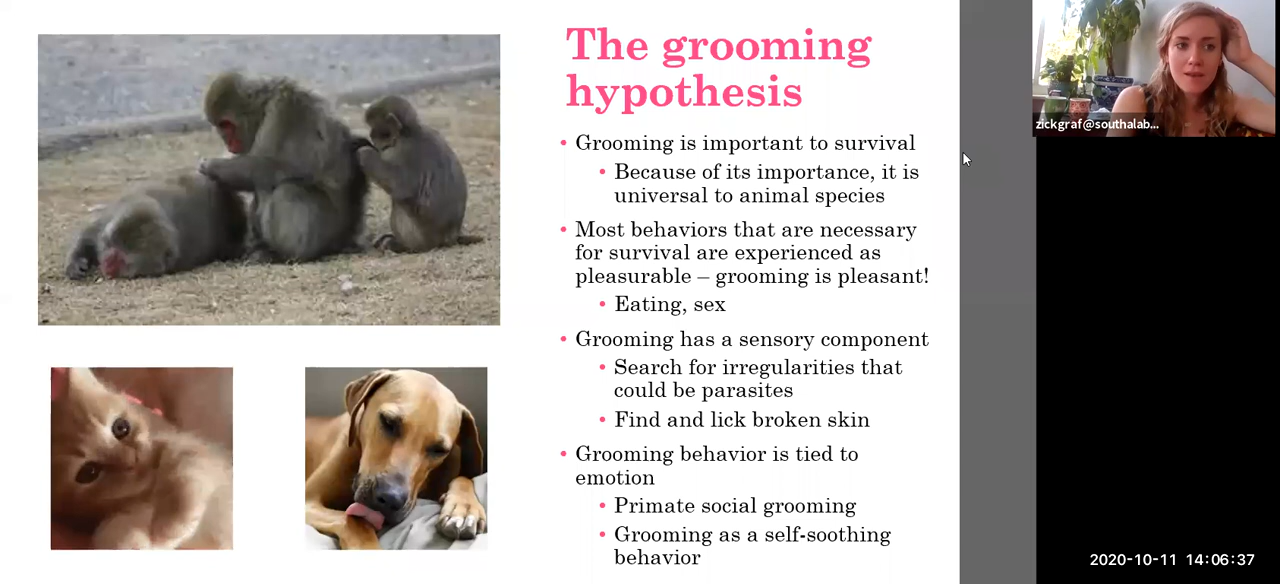 The grooming
hypothesis
• Grooming is important to survival
• Because of its importance, it is
universal to animal species
• Most behaviors that are necessary
for survival are experienced as
pleasurable – grooming is pleasant!
• Eating, sex
• Grooming has a sensory component
• Search for irregularities that
could be parasites
• Find and lick broken skin
• Grooming behavior is tied to
emotion
• Primate social grooming
• Grooming as a self-soothing
behavior
zickgraf@southalab...
2020-10-11 14:06:37